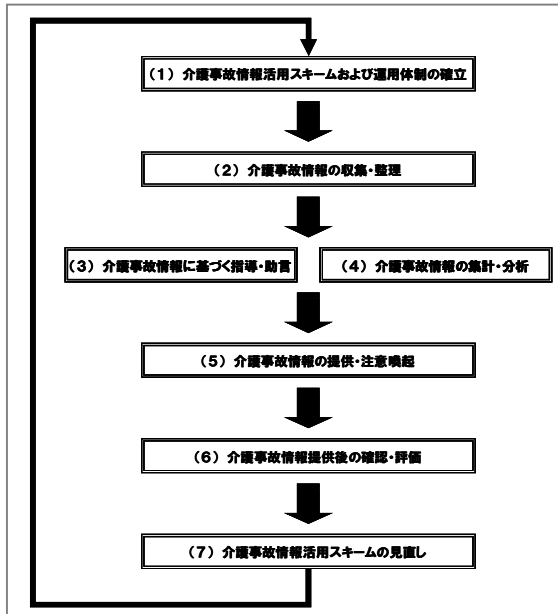 (1) 介護事故情報活用スキームおよび運用体制の確立
(2) 介護事故情報の収集・整理
(3) 介護事故情報に基づく指導・助言
(4) 介護事故情報の集計・分析
(5) 介護事故情報の提供・注意喚起
(6) 介護事故情報提供後の確認・評価
(7) 介護事故情報活用スキームの見直し